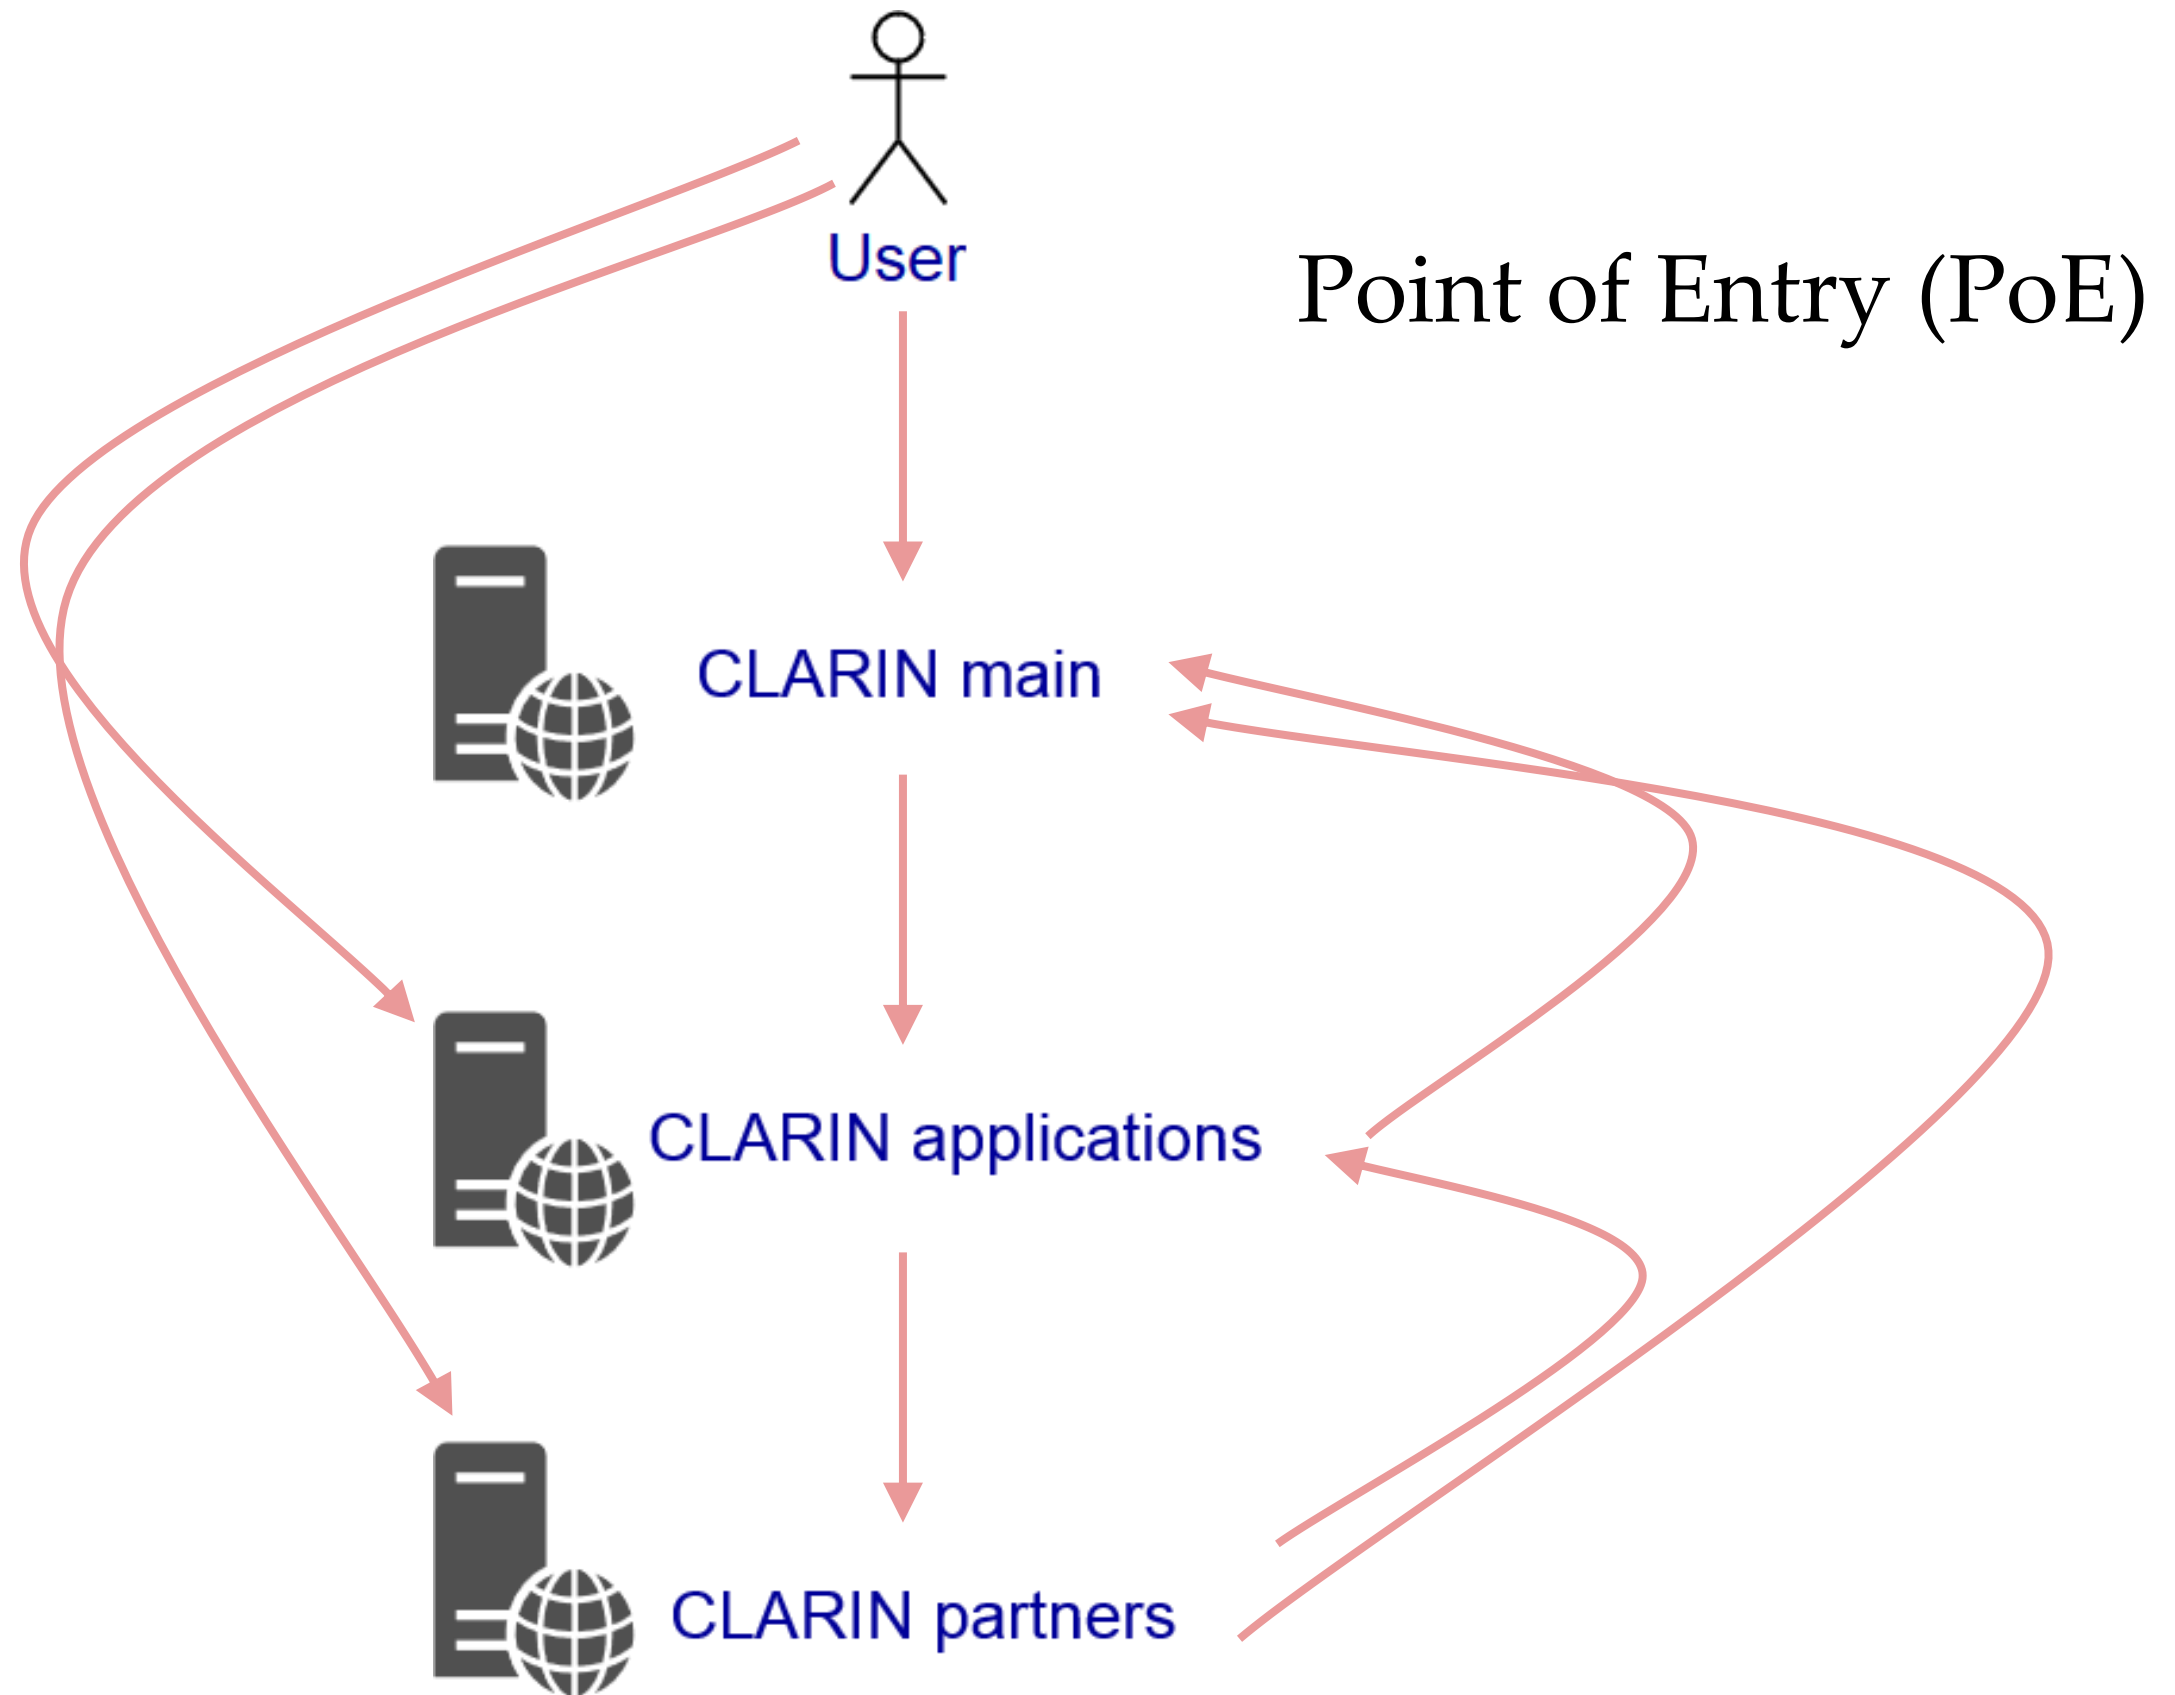 User
Point of Entry (PoE)
CLARIN main
CLARIN applications
CLARIN partners